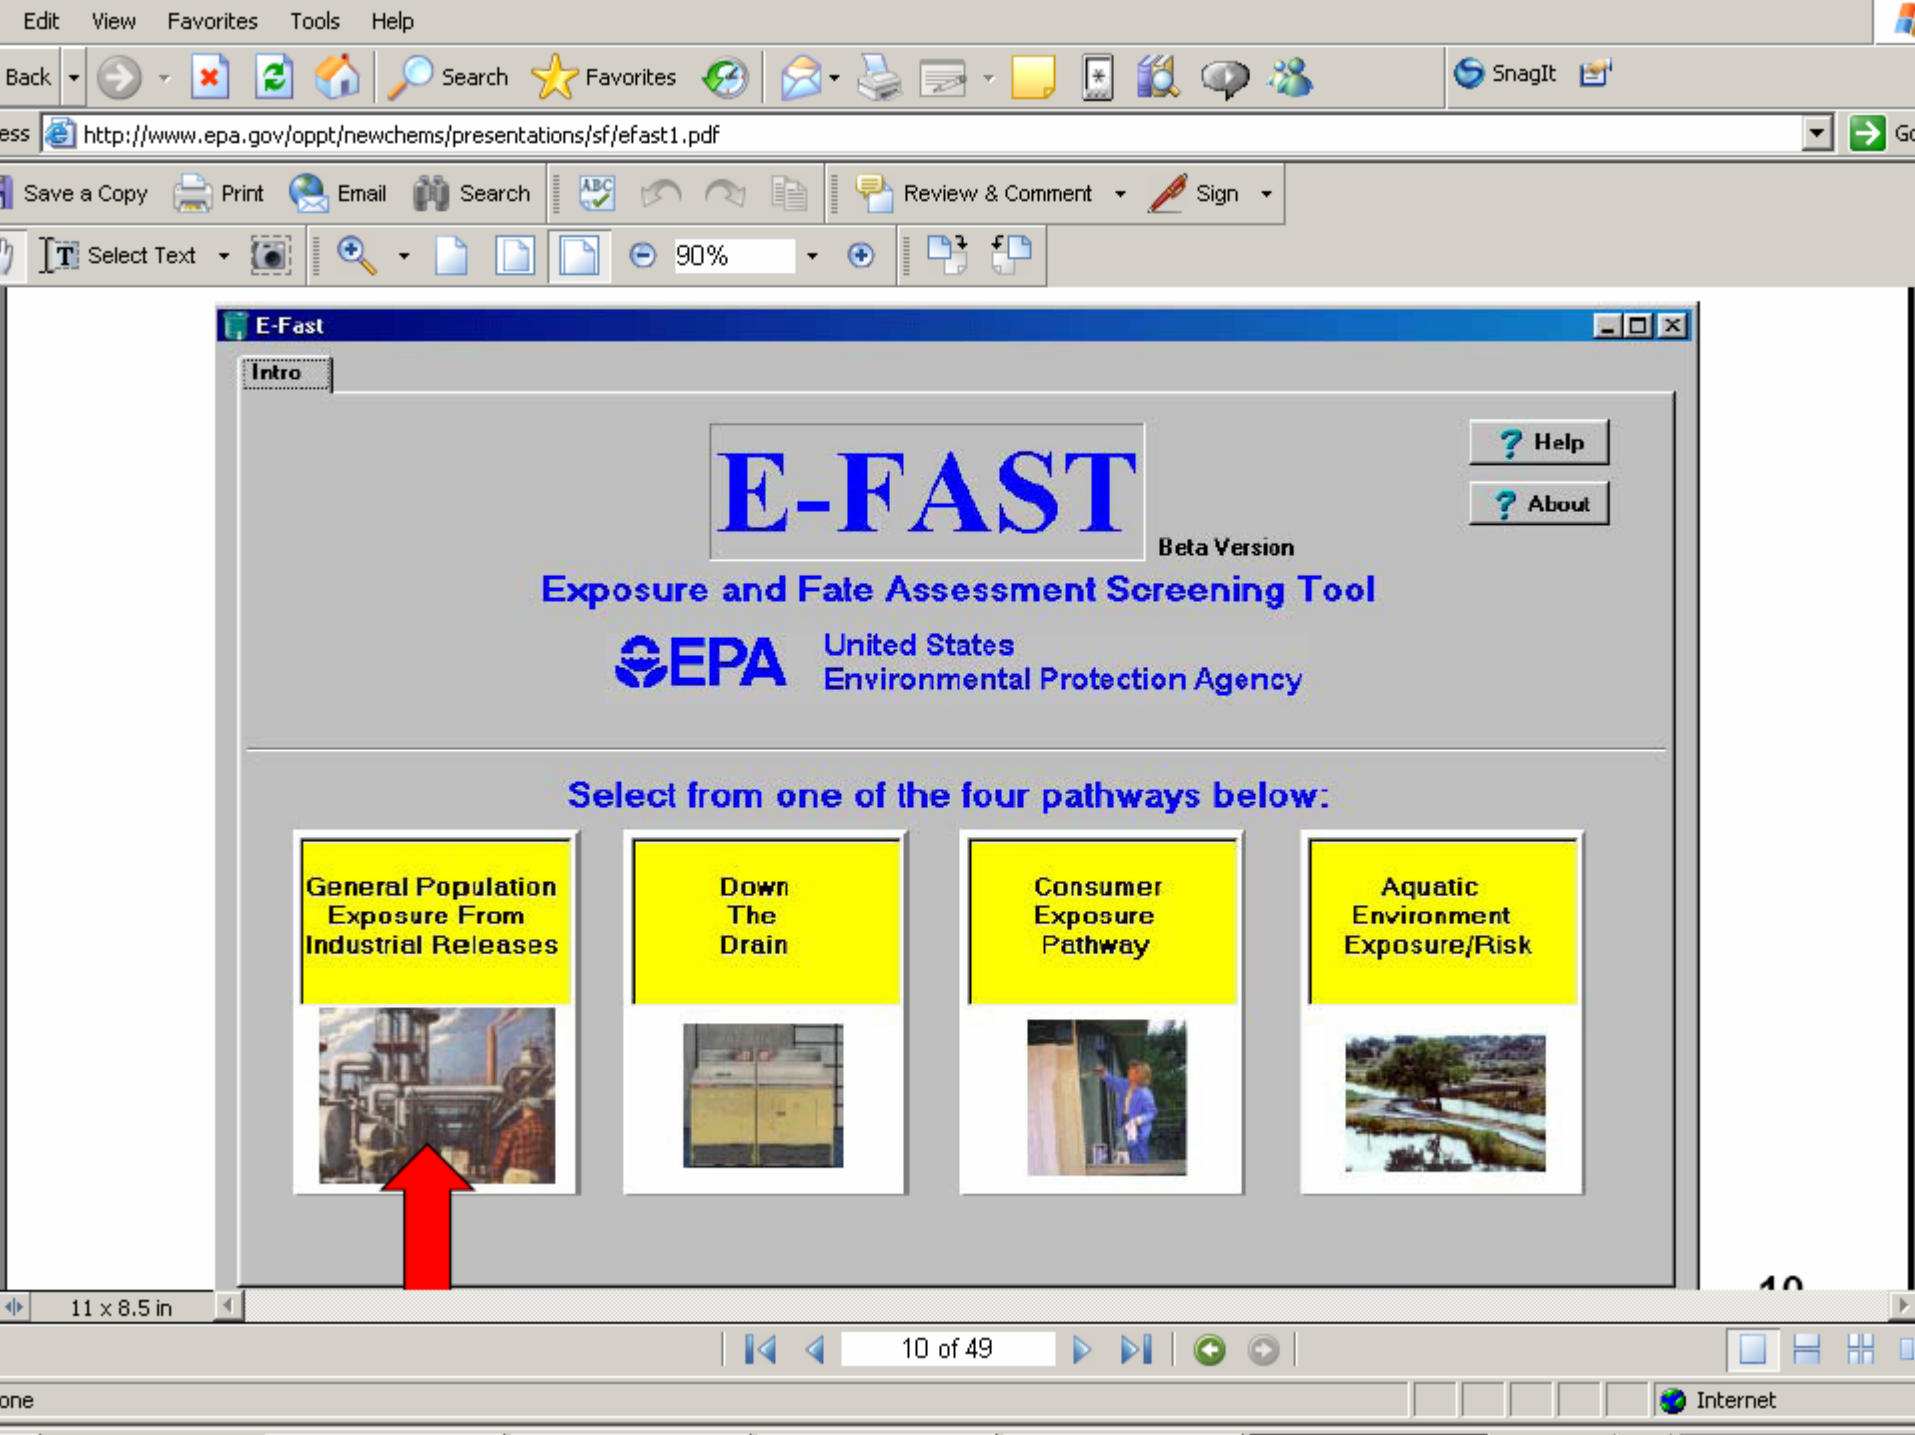 Edit View Favorites Tools Help
Back Search Favorites SnagIt
http://www.epa.gov/oppt/newchems/presentations/sf/efast1.pdf
Save a Copy Print Email Search ABC Review & Comment Sign
T Select Text 90%
E-Fast
Intro
Help
E-FAST
About
Beta Version
Exposure and Fate Assessment Screening Tool
EPA United States
Environmental Protection Agency
Select from one of the four pathways below:
General Population
Exposure From
Industrial Releases
Down
The
Drain
Consumer
Exposure
Pathway
Aquatic
Environment
Exposure/Risk
11 x 8.5 in
10 of 49
Internet